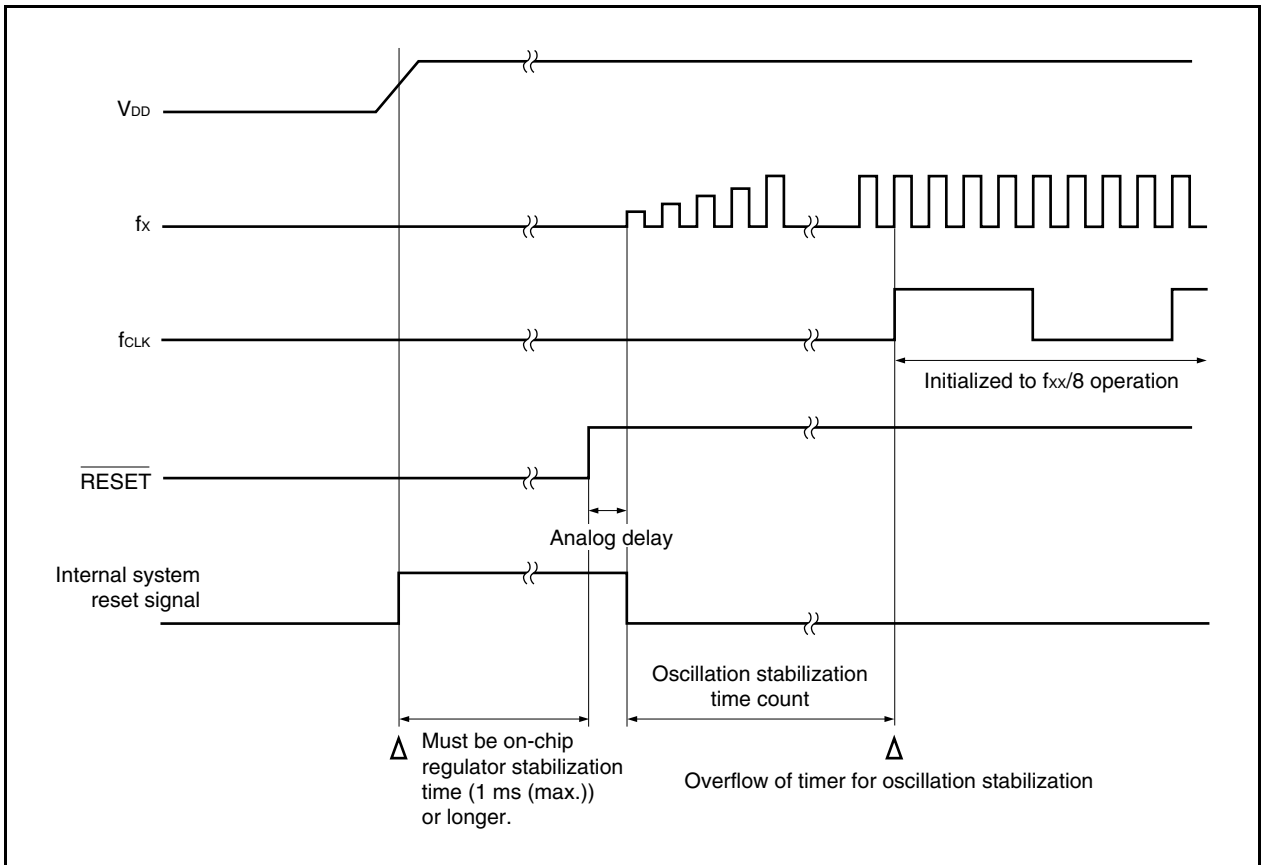 VDD
fX
fCLK
Initialized to fXX/8 operation
RESET
Analog delay
Internal system
reset signal
Oscillation stabilization
time count
Must be on-chip
regulator stabilization
time (1 ms (max.))
or longer.
Overflow of timer for oscillation stabilization